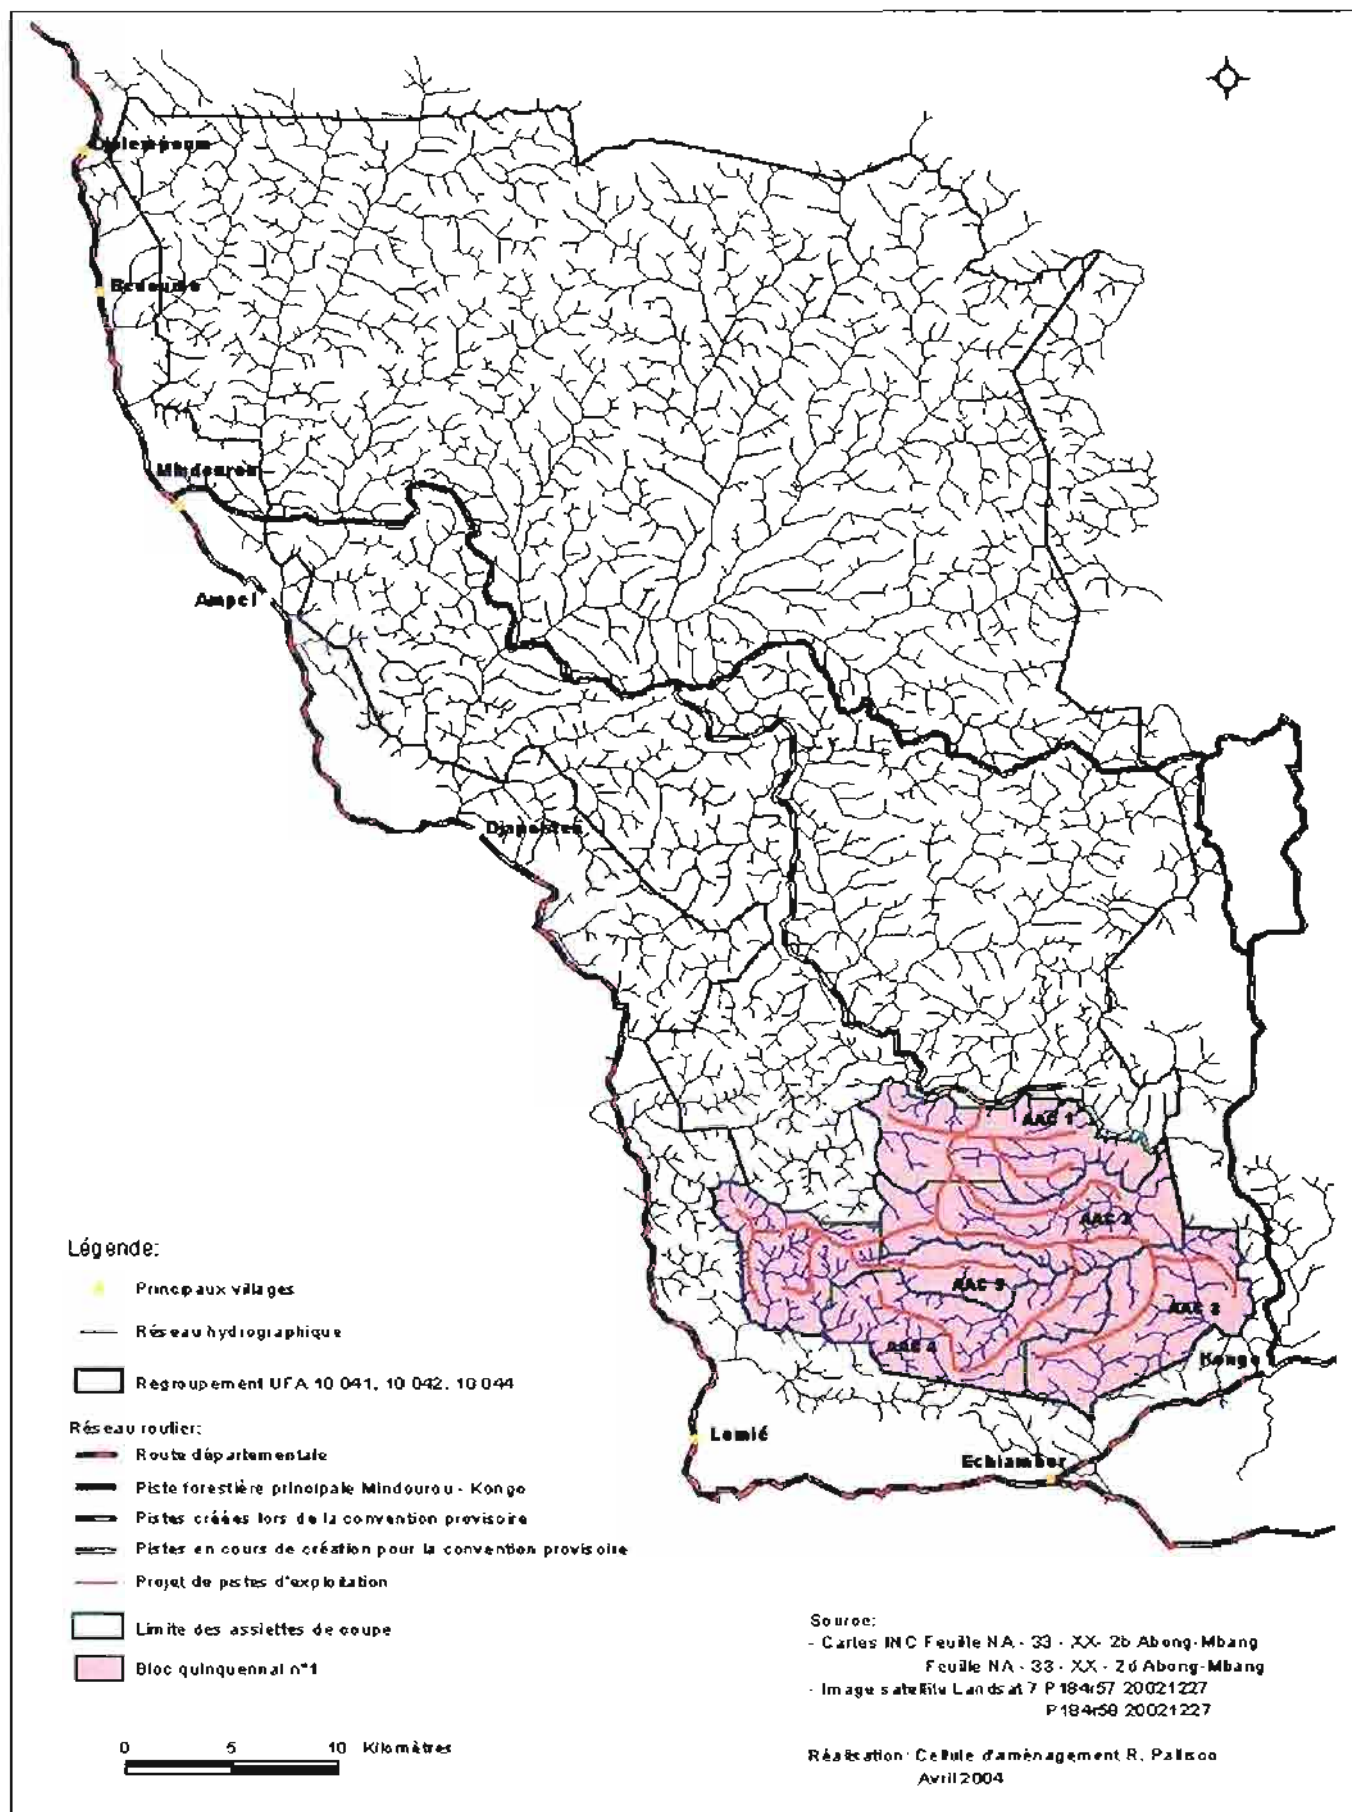 Bedoumo
Mindourou
Ampel
Djaposten
AAC 1
AAC 2
AAC 5
AAC 3
AAC 4
Kongo
Lomié
Echiambor
Légende:
Principaux villages
Réseau hydrographique
Regroupement UFA 10 041, 10 042, 10 044
Réseau routier:
Route départementale
Piste forestière principale Mindourou - Kongo
Pistes créées lors de la convention provisoire
Pistes en cours de création pour la convention provisoire
Projet de pistes d'exploitation
Limite des assiettes de coupe
Bloc quinquennal n°1
0 5 10 Kilomètres
Source:
- Cartes INC Feuille NA - 33 - XX- 2b Abong-Mbang
Feuille NA - 33 - XX - 2d Abong-Mbang
- Image satellite Landsat 7 P184r57 20021227
P184r58 20021227
Réalisation: Cellule d'aménagement R. Pallisco
Avril 2004